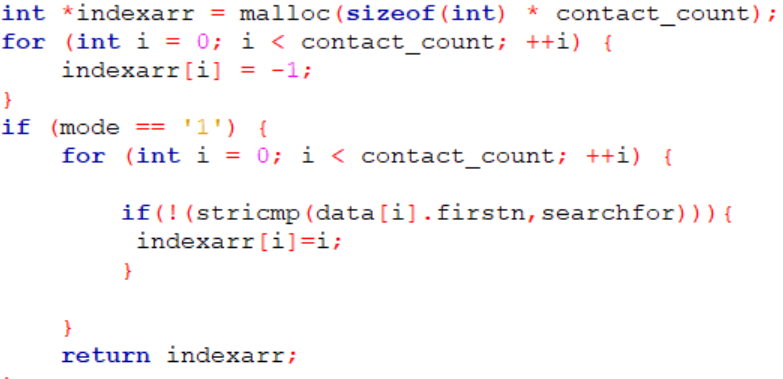 int *indexarr = malloc(sizeof(int) * contact_count);
for (int i = 0; i < contact_count; ++i) {
    indexarr[i] = -1;
}
if (mode == '1') {
    for (int i = 0; i < contact_count; ++i) {
        if(!(stricmp(data[i].firstn,searchfor))){
         indexarr[i]=i;
        }
    }
    return indexarr;